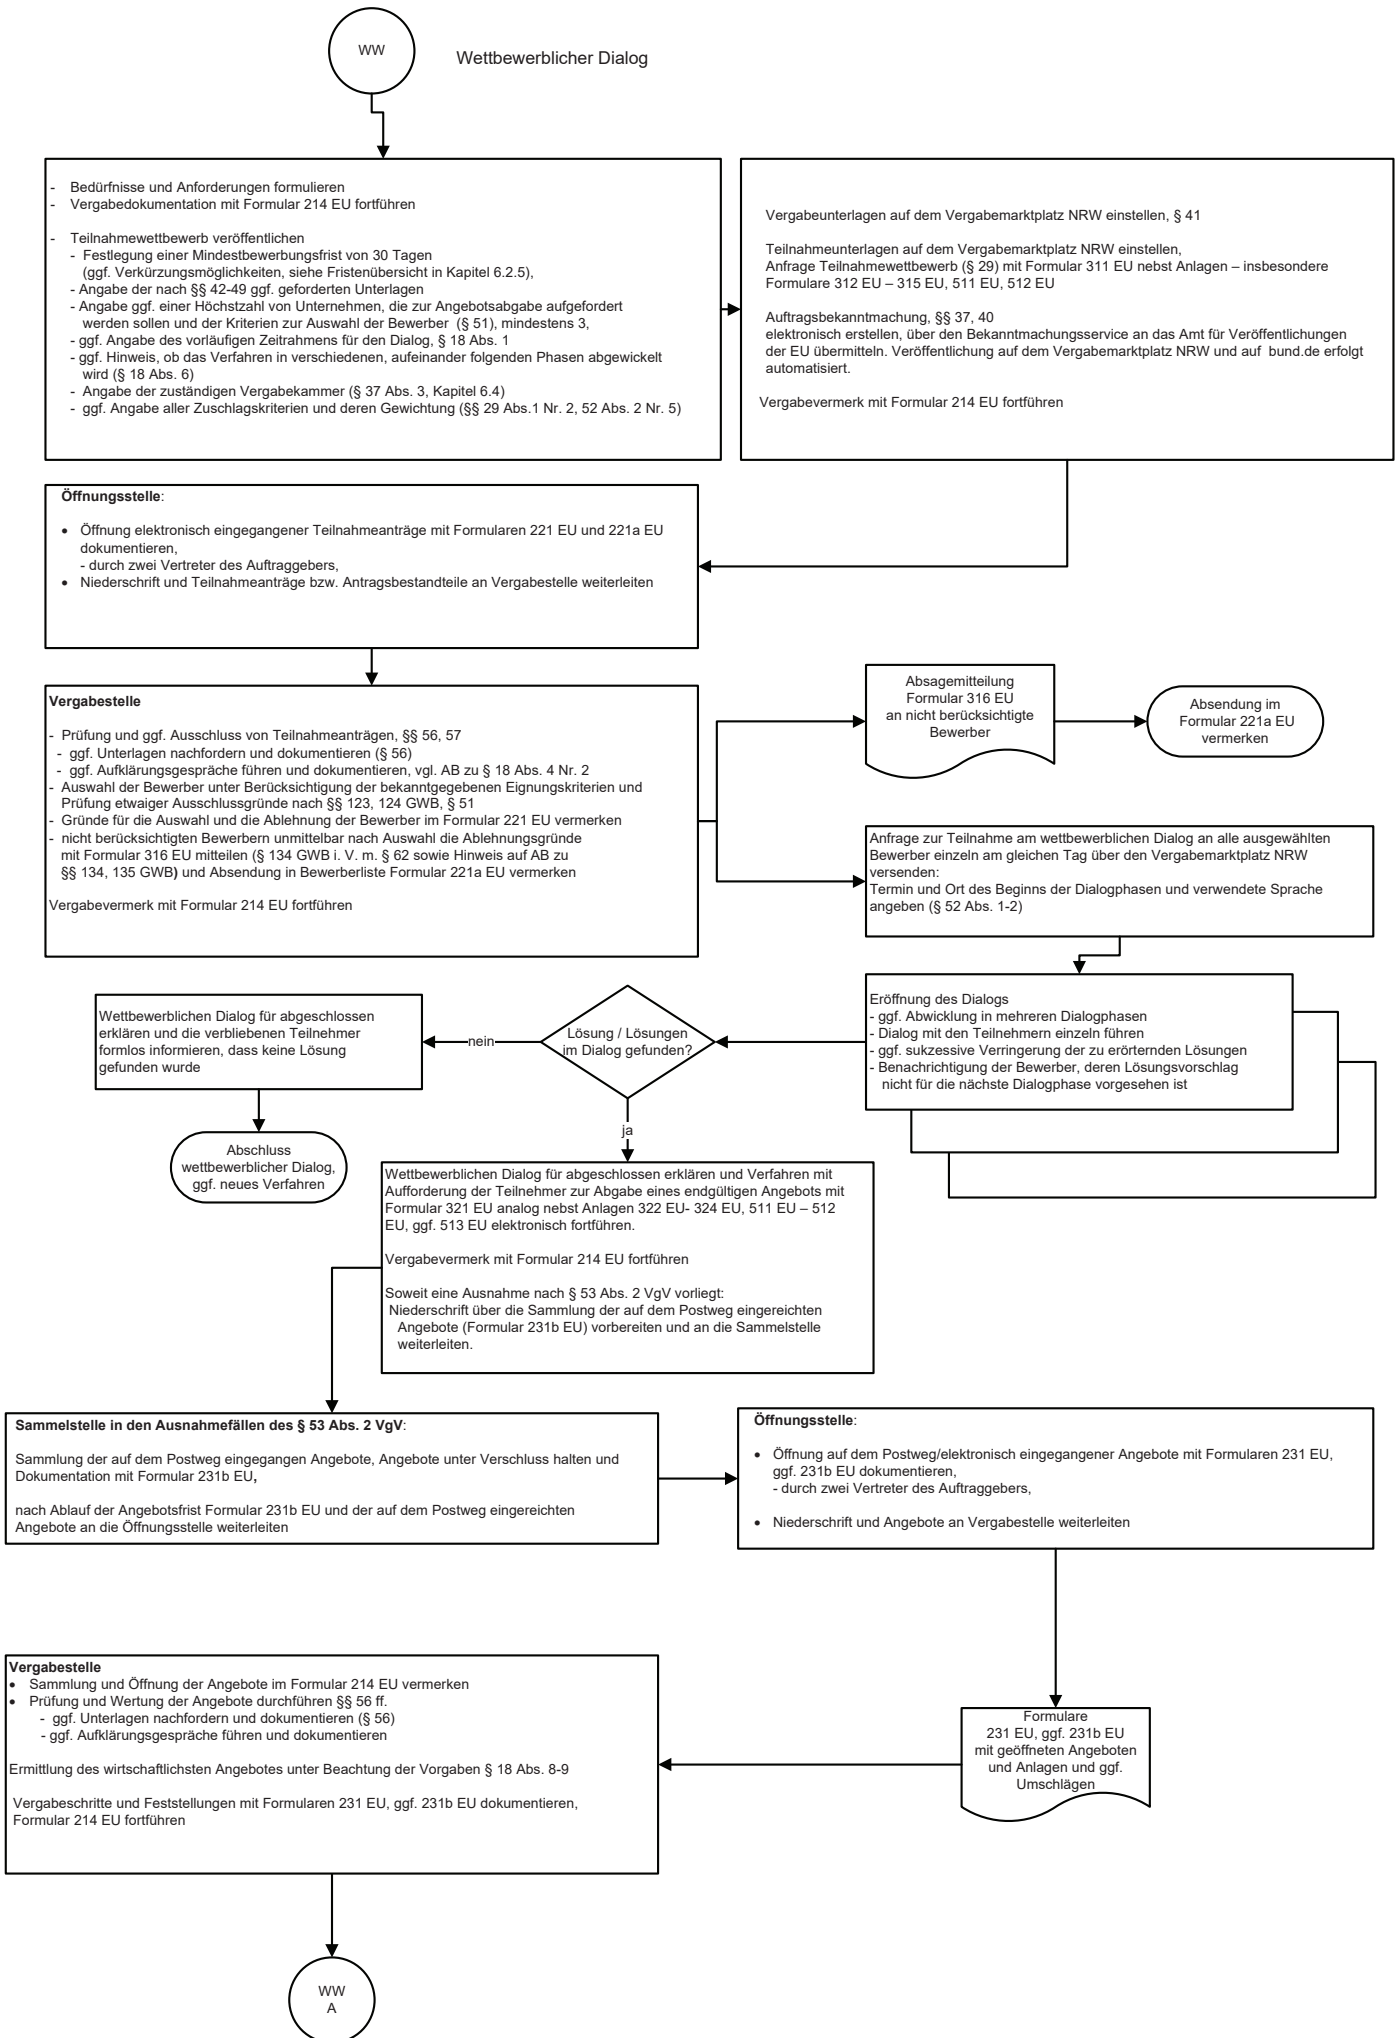 WW
Wettbewerblicher Dialog
- Bedürfnisse und Anforderungen formulieren
- Vergabedokumentation mit Formular 214 EU fortführen
- Teilnahmewettbewerb veröffentlichen
- Festlegung einer Mindestbewerbungsfrist von 30 Tagen
(ggf. Verkürzungsmöglichkeiten, siehe Fristenübersicht in Kapitel 6.2.5),
- Angabe der nach §§ 42-49 ggf. geforderten Unterlagen
- Angabe ggf. einer Höchstzahl von Unternehmen, die zur Angebotsabgabe aufgefordert
werden sollen und der Kriterien zur Auswahl der Bewerber (§ 51), mindestens 3,
- ggf. Angabe des vorläufigen Zeitrahmens für den Dialog, § 18 Abs. 1
- ggf. Hinweis, ob das Verfahren in verschiedenen, aufeinander folgenden Phasen abgewickelt
wird (§ 18 Abs. 6)
- Angabe der zuständigen Vergabekammer (§ 37 Abs. 3, Kapitel 6.4)
- ggf. Angabe aller Zuschlagskriterien und deren Gewichtung (§§ 29 Abs.1 Nr. 2, 52 Abs. 2 Nr. 5)
Vergabeunterlagen auf dem Vergabemarktplatz NRW einstellen, § 41
Teilnahmeunterlagen auf dem Vergabemarktplatz NRW einstellen,
Anfrage Teilnahmewettbewerb (§ 29) mit Formular 311 EU nebst Anlagen – insbesondere
Formulare 312 EU – 315 EU, 511 EU, 512 EU
Auftragsbekanntmachung, §§ 37, 40
elektronisch erstellen, über den Bekanntmachungsservice an das Amt für Veröffentlichungen
der EU übermitteln. Veröffentlichung auf dem Vergabemarktplatz NRW und auf bund.de erfolgt
automatisiert.
Vergabevermerk mit Formular 214 EU fortführen
Öffnungsstelle:
• Öffnung elektronisch eingegangener Teilnahmeanträge mit Formularen 221 EU und 221a EU
dokumentieren,
- durch zwei Vertreter des Auftraggebers,
• Niederschrift und Teilnahmeanträge bzw. Antragsbestandteile an Vergabestelle weiterleiten
Vergabestelle
- Prüfung und ggf. Ausschluss von Teilnahmeanträgen, §§ 56, 57
- ggf. Unterlagen nachfordern und dokumentieren (§ 56)
- ggf. Aufklärungsgespräche führen und dokumentieren, vgl. AB zu § 18 Abs. 4 Nr. 2
- Auswahl der Bewerber unter Berücksichtigung der bekanntgegebenen Eignungskriterien und
Prüfung etwaiger Ausschlussgründe nach §§ 123, 124 GWB, § 51
- Gründe für die Auswahl und die Ablehnung der Bewerber im Formular 221 EU vermerken
- nicht berücksichtigten Bewerbern unmittelbar nach Auswahl die Ablehnungsgründe
mit Formular 316 EU mitteilen (§ 134 GWB i. V. m. § 62 sowie Hinweis auf AB zu
§§ 134, 135 GWB) und Absendung in Bewerberliste Formular 221a EU vermerken
Vergabevermerk mit Formular 214 EU fortführen
Absagemitteilung
Formular 316 EU
an nicht berücksichtigte
Bewerber
Absendung im
Formular 221a EU
vermerken
Anfrage zur Teilnahme am wettbewerblichen Dialog an alle ausgewählten
Bewerber einzeln am gleichen Tag über den Vergabemarktplatz NRW
versenden:
Termin und Ort des Beginns der Dialogphasen und verwendete Sprache
angeben (§ 52 Abs. 1-2)
Eröffnung des Dialogs
- ggf. Abwicklung in mehreren Dialogphasen
- Dialog mit den Teilnehmern einzeln führen
- ggf. sukzessive Verringerung der zu erörternden Lösungen
- Benachrichtigung der Bewerber, deren Lösungsvorschlag
nicht für die nächste Dialogphase vorgesehen ist
Lösung / Lösungen
im Dialog gefunden?
nein
Wettbewerblichen Dialog für abgeschlossen
erklären und die verbliebenen Teilnehmer
formlos informieren, dass keine Lösung
gefunden wurde
Abschluss
wettbewerblicher Dialog,
ggf. neues Verfahren
ja
Wettbewerblichen Dialog für abgeschlossen erklären und Verfahren mit
Aufforderung der Teilnehmer zur Abgabe eines endgültigen Angebots mit
Formular 321 EU analog nebst Anlagen 322 EU- 324 EU, 511 EU – 512
EU, ggf. 513 EU elektronisch fortführen.
Vergabevermerk mit Formular 214 EU fortführen
Soweit eine Ausnahme nach § 53 Abs. 2 VgV vorliegt:
Niederschrift über die Sammlung der auf dem Postweg eingereichten
Angebote (Formular 231b EU) vorbereiten und an die Sammelstelle
weiterleiten.
Sammelstelle in den Ausnahmefällen des § 53 Abs. 2 VgV:
Sammlung der auf dem Postweg eingegangen Angebote, Angebote unter Verschluss halten und
Dokumentation mit Formular 231b EU,
nach Ablauf der Angebotsfrist Formular 231b EU und der auf dem Postweg eingereichten
Angebote an die Öffnungsstelle weiterleiten
Öffnungsstelle:
• Öffnung auf dem Postweg/elektronisch eingegangener Angebote mit Formularen 231 EU,
ggf. 231b EU dokumentieren,
- durch zwei Vertreter des Auftraggebers,
• Niederschrift und Angebote an Vergabestelle weiterleiten
Formulare
231 EU, ggf. 231b EU
mit geöffneten Angeboten
und Anlagen und ggf.
Umschlägen
Vergabestelle
• Sammlung und Öffnung der Angebote im Formular 214 EU vermerken
• Prüfung und Wertung der Angebote durchführen §§ 56 ff.
- ggf. Unterlagen nachfordern und dokumentieren (§ 56)
- ggf. Aufklärungsgespräche führen und dokumentieren
Ermittlung des wirtschaftlichsten Angebotes unter Beachtung der Vorgaben § 18 Abs. 8-9
Vergabeschritte und Feststellungen mit Formularen 231 EU, ggf. 231b EU dokumentieren,
Formular 214 EU fortführen
WW
A